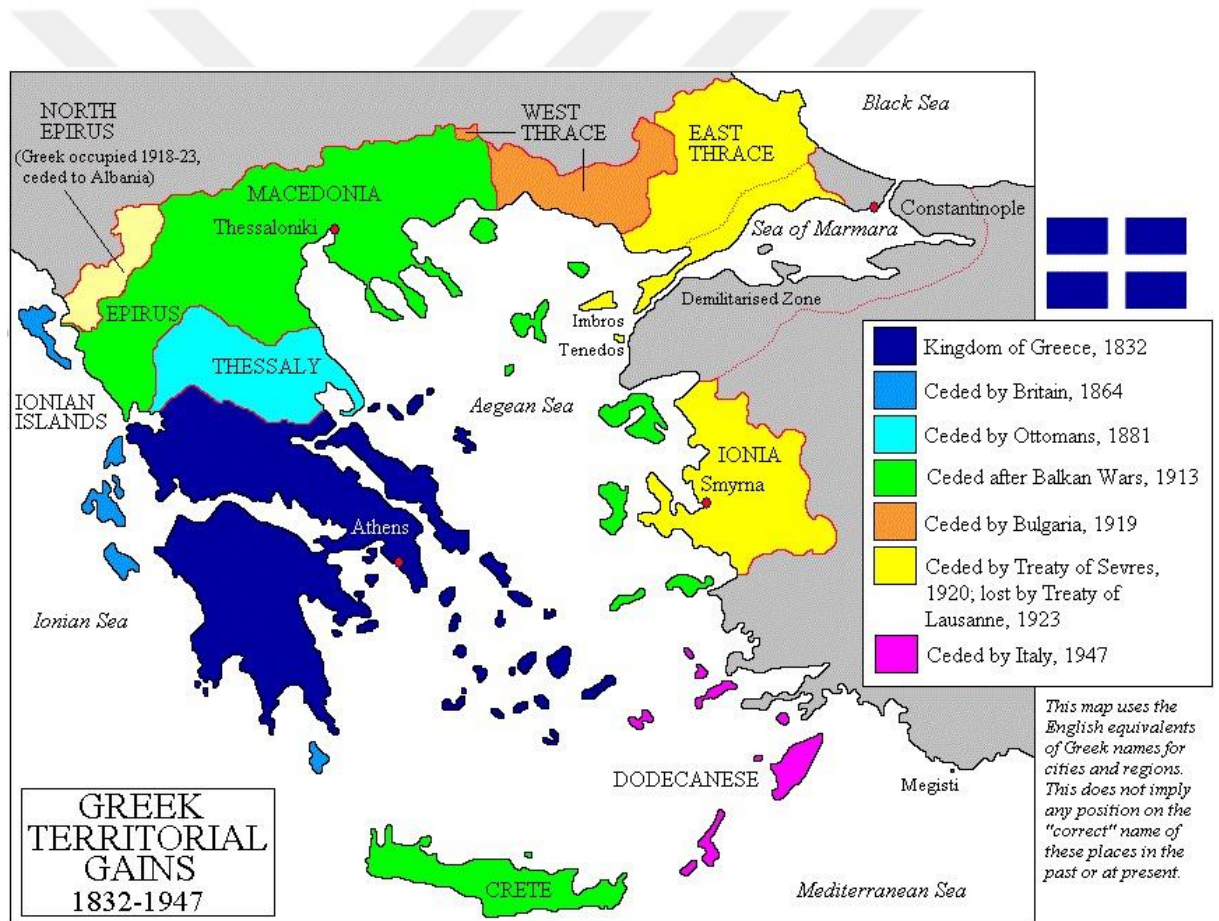 Black Sea
NORTH
EPIRUS
(Greek occupied 1918-23,
ceded to Albania)
WEST
THRACE
EAST
THRACE
MACEDONIA
Thessaloniki
Constantinople
Sea of Marmara
Demilitarised Zone
Imbros
Tenedos
EPIRUS
THESSALY
IONIAN
ISLANDS
Aegean Sea
IONIA
Smyrna
Athens
Ionian Sea
DODECANESE
Megisti
CRETE
Mediterranean Sea
Kingdom of Greece, 1832
Ceded by Britain, 1864
Ceded by Ottomans, 1881
Ceded after Balkan Wars, 1913
Ceded by Bulgaria, 1919
Ceded by Treaty of Sevres,
1920; lost by Treaty of
Lausanne, 1923
Ceded by Italy, 1947
This map uses the
English equivalents
of Greek names for
cities and regions.
This does not imply
any position on the
"correct" name of
these places in the
past or at present.
GREEK
TERRITORIAL
GAINS
1832-1947